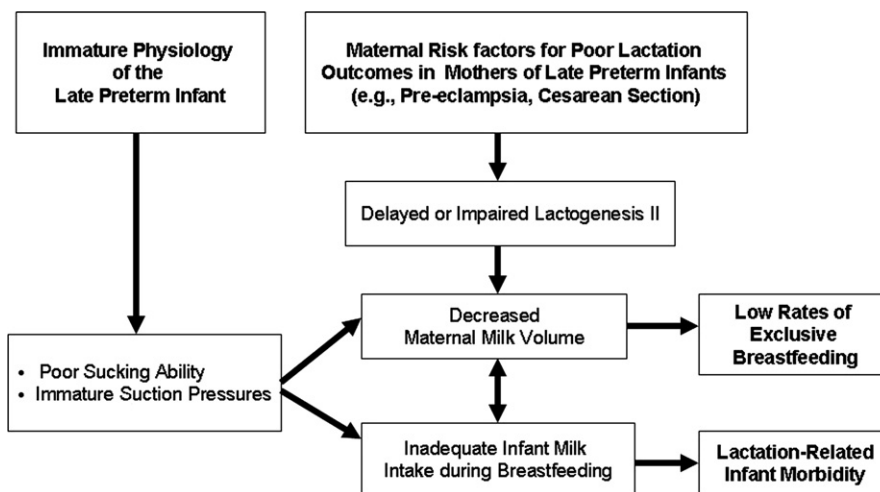 Immature Physiology
of the
Late Preterm Infant
Maternal Risk factors for Poor Lactation
Outcomes in Mothers of Late Preterm Infants
(e.g., Pre-eclampsia, Cesarean Section)
Delayed or Impaired Lactogenesis II
Decreased
Maternal Milk Volume
Low Rates of
Exclusive
Breastfeeding
• Poor Sucking Ability
• Immature Suction Pressures
Inadequate Infant Milk
Intake during Breastfeeding
Lactation-Related
Infant Morbidity